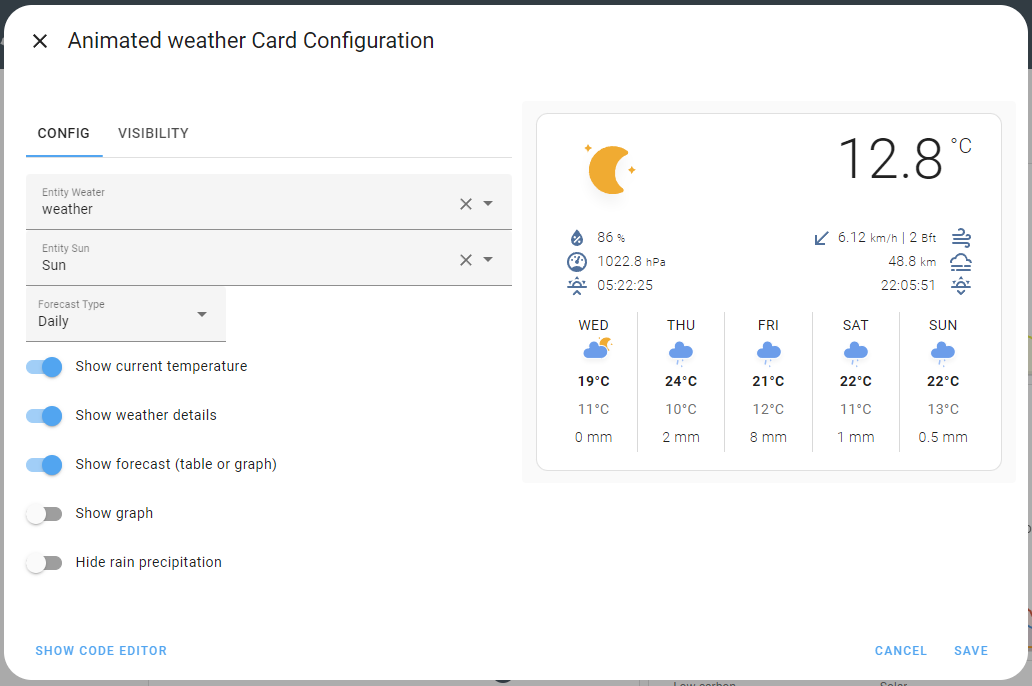 Animated weather Card Configuration
CONFIG VISIBILITY
Entity Weater
weather
Entity Sun
Sun
Forecast Type
Daily
Show current temperature
Show weather details
Show forecast (table or graph)
Show graph
Hide rain precipitation
12.8 °C
86 % 6.12 km/h | 2 Bft
1022.8 hPa 48.8 km
05:22:25 22:05:51
WED THU FRI SAT SUN
19°C 24°C 21°C 22°C 22°C
11°C 10°C 12°C 11°C 13°C
0 mm 2 mm 8 mm 1 mm 0.5 mm
SHOW CODE EDITOR CANCEL SAVE
Low-carbon Solar